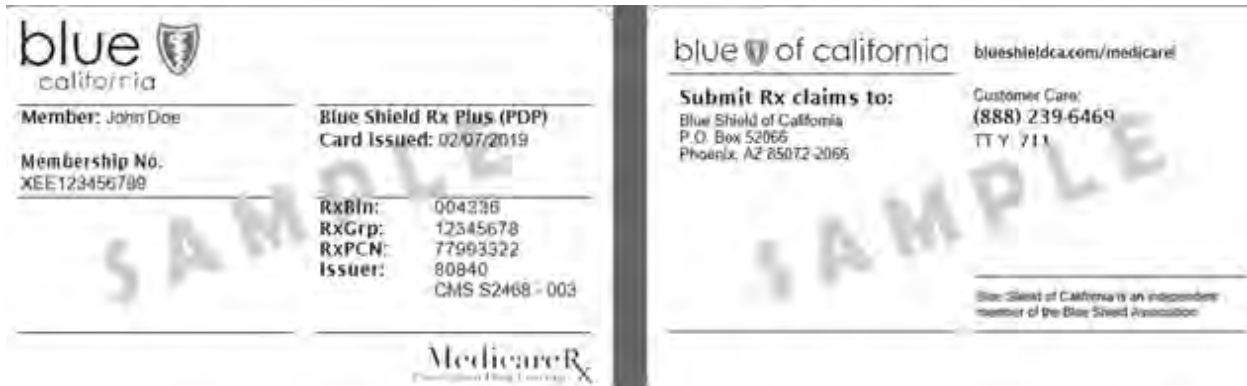 blue
california
Member: John Doe
Membership No.
XEE123456789
Blue Shield Rx Plus (PDP)
Card Issued: 02/07/2019
RxBin: 004336
RxGrp: 12345678
RxPCN: 77993322
Issuer: 80840
CMS S2468 - 003
SAMPLE
MedicareRx
Prescription Drug Coverage
blue of california
blueshieldca.com/medicare
Submit Rx claims to:
Blue Shield of California
P.O. Box 52066
Phoenix, AZ 85072-2066
Customer Care:
(888) 239-6469
TTY: 711
SAMPLE
Blue Shield of California is an independent
member of the Blue Shield Association